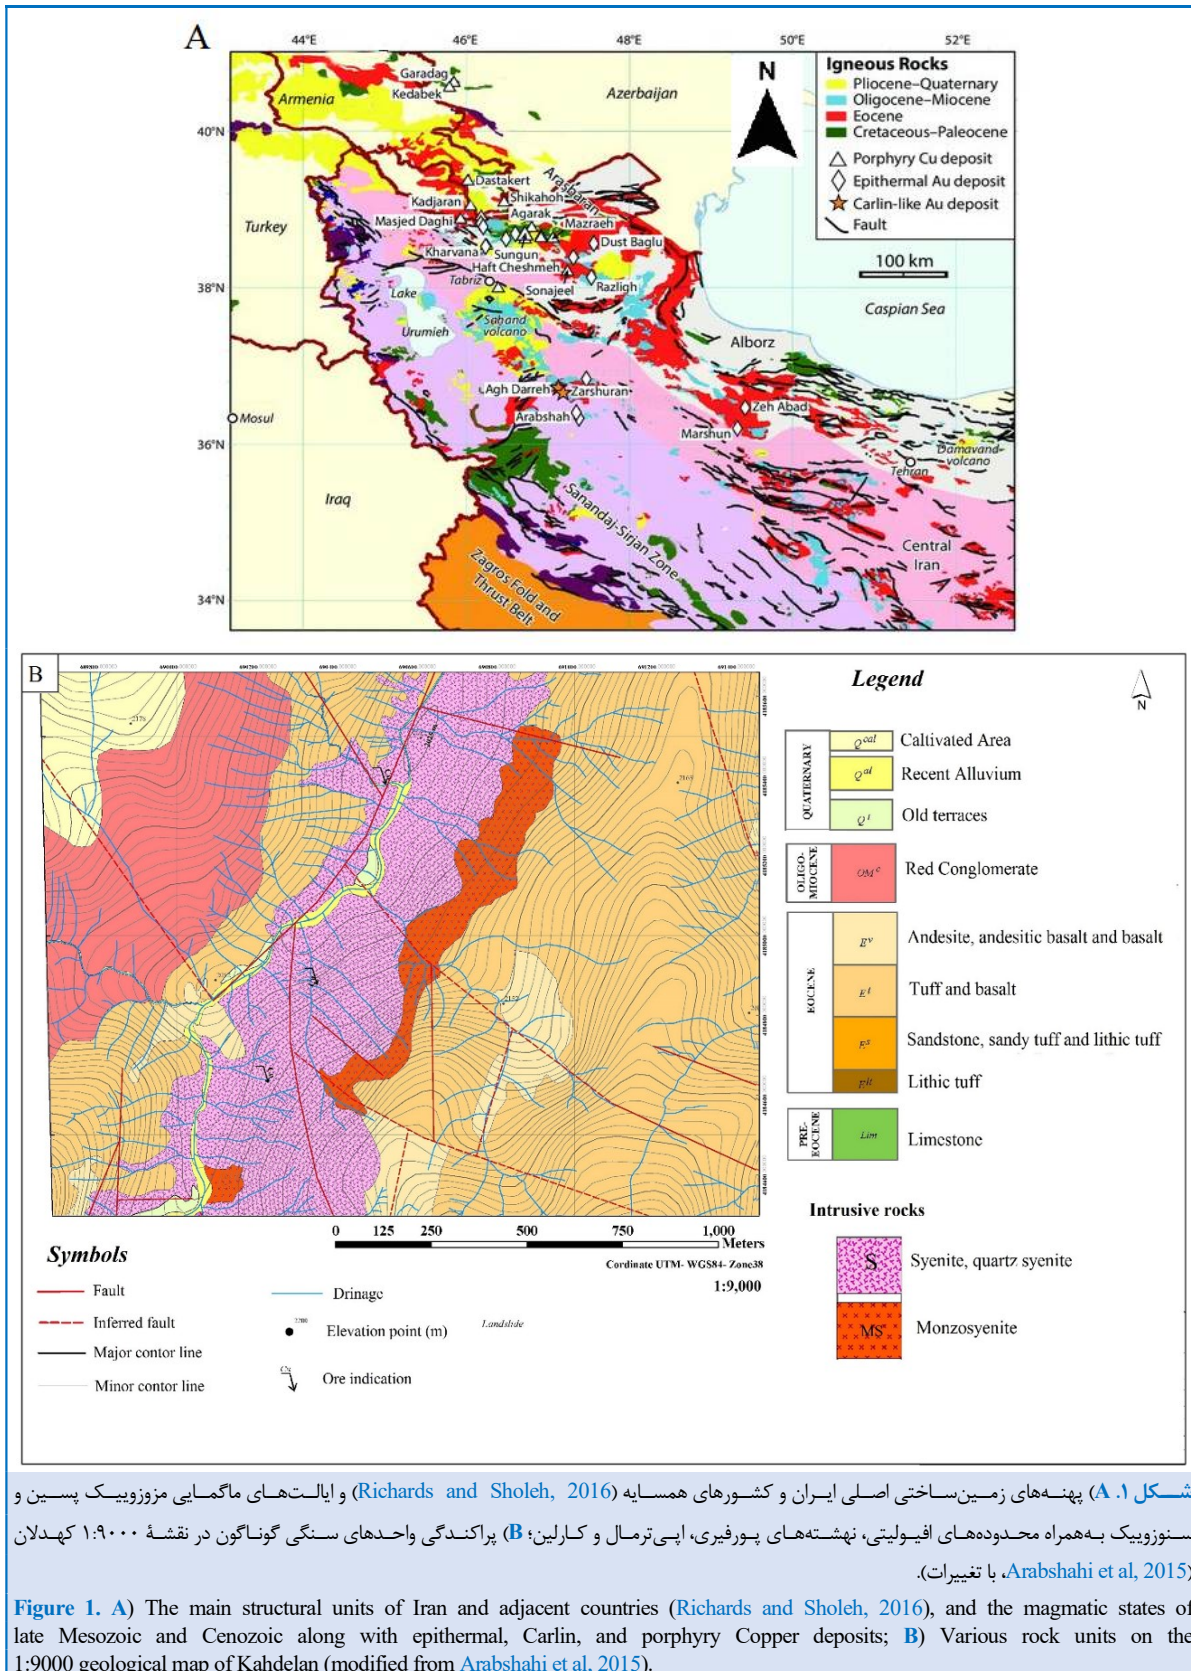 A
44°E
46°E
48°E
50°E
52°E
40°N
38°N
36°N
34°N
Igneous Rocks
Pliocene–Quaternary
Oligocene–Miocene
Eocene
Cretaceous–Paleocene
Porphyry Cu deposit
Epithermal Au deposit
Carlin-like Au deposit
Fault
N
100 km
Garadag
Kedabek
Armenia
Azerbaijan
Turkey
Dastakert
Shikahoh
Arasbaran
Kadjaran
Agarak
Masjed Daghi
Mazraeh
Dust Baglu
Kharvana
Sungun
Haft Cheshmeh
Tabriz
Sonajeel
Razligh
Lake
Urumieh
Sahand
volcano
Caspian Sea
Alborz
Agh Darreh
Zarshuran
Arabshah
Zeh Abad
Marshun
Mosul
Damavand
volcano
Tehran
Iraq
Sanandaj-Sirjan Zone
Central
Iran
Zagros Fold and
Thrust Belt
B
2176
2103
2152
Legend
N
QUATERNARY
Q cal
Caltivated Area
Q al
Recent Alluvium
Q t
Old terraces
OLIGO-
MIOCENE
OM c
Red Conglomerate
EOCENE
E v
Andesite, andesitic basalt and basalt
E t
Tuff and basalt
E s
Sandstone, sandy tuff and lithic tuff
E lt
Lithic tuff
PRE-
EOCENE
Lim
Limestone
Intrusive rocks
S
Syenite, quartz syenite
MS
Monzosyenite
0 125 250 500 750 1,000
Meters
Cordinate UTM- WGS84- Zone38
1:9,000
Symbols
Fault
Inferred fault
Major contor line
Minor contor line
Drinage
Elevation point (m)
Landslide
Ore indication
شکل ۱. A) پهنه‌های زمین‌ساختی اصلی ایران و کشورهای همسایه (Richards and Sholeh, 2016) و ایالت‌های ماگمایی مزوزوییک پسین و
سنوزوییک به‌همراه محدوده‌های افیولیتی، نهشته‌های پورفیری، اپی‌ترمال و کارلین؛ B) پراکندگی واحدهای سنگی گوناگون در نقشۀ ۱:۹۰۰۰ کهدلان
(Arabshahi et al, 2015، با تغییرات).
Figure 1. A) The main structural units of Iran and adjacent countries (Richards and Sholeh, 2016), and the magmatic states of
late Mesozoic and Cenozoic along with epithermal, Carlin, and porphyry Copper deposits; B) Various rock units on the
1:9000 geological map of Kahdelan (modified from Arabshahi et al, 2015).